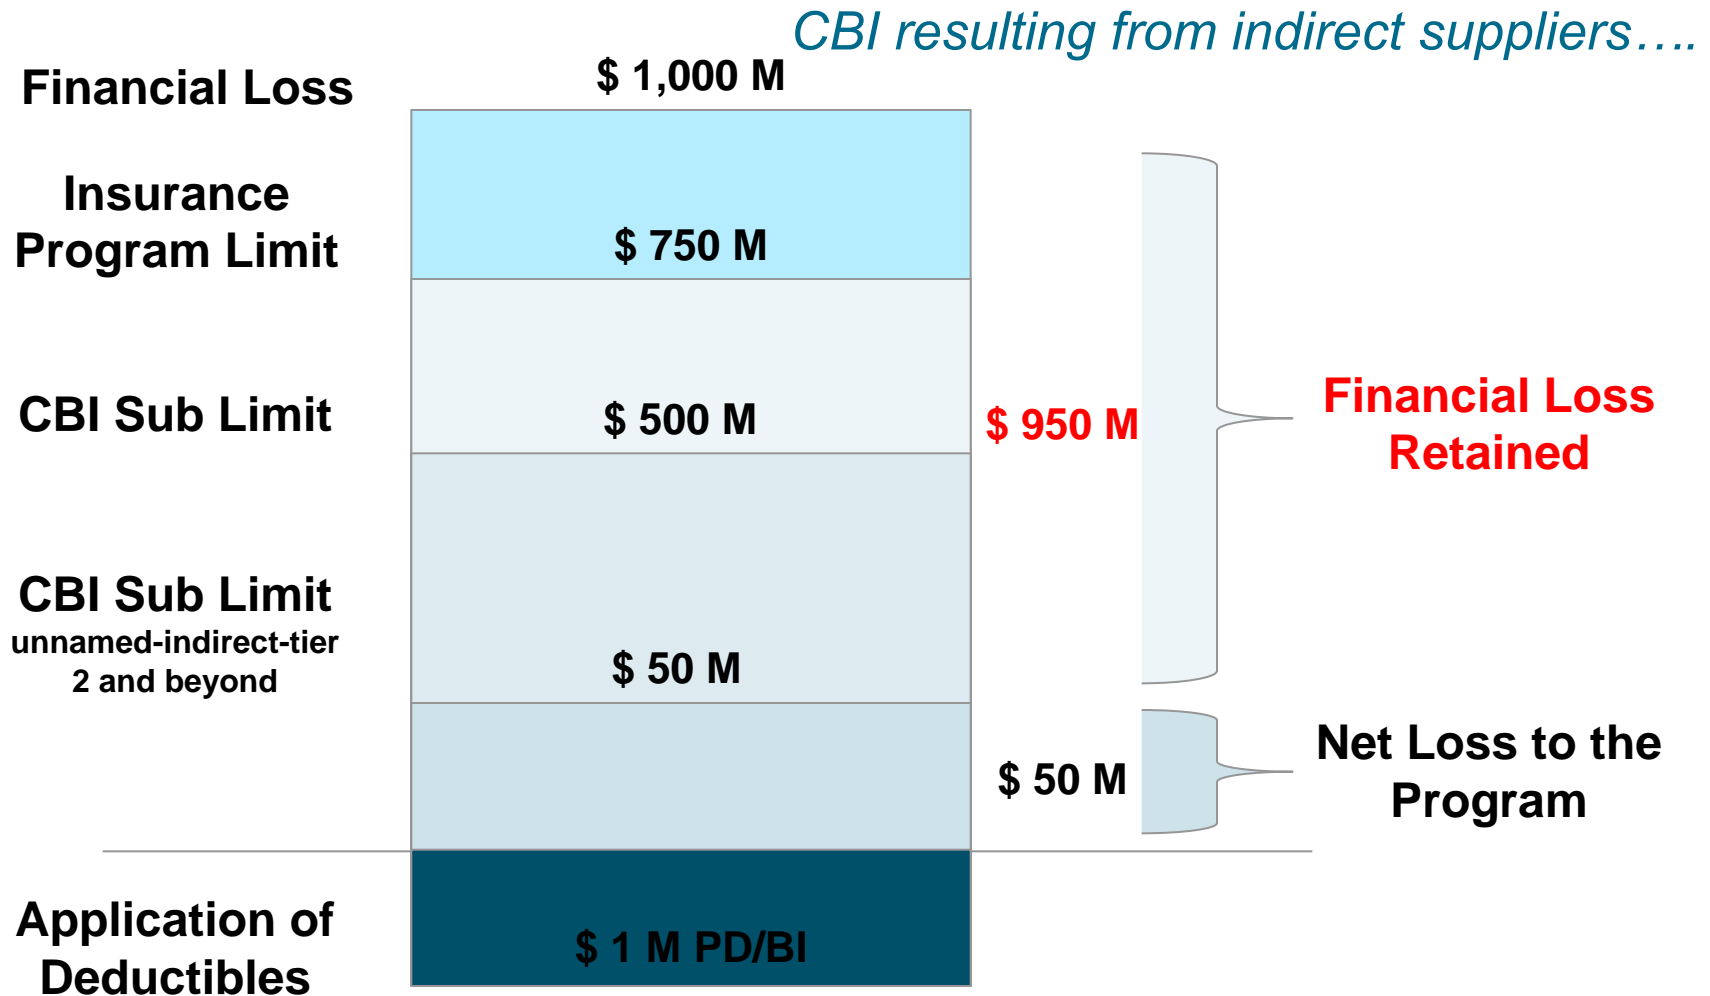 CBI resulting from indirect suppliers….
Financial Loss
$ 1,000 M
Insurance
Program Limit
$ 750 M
CBI Sub Limit
$ 500 M
$ 950 M
Financial Loss
Retained
CBI Sub Limit
unnamed-indirect-tier
2 and beyond
$ 50 M
$ 50 M
Net Loss to the
Program
Application of
Deductibles
$ 1 M PD/BI